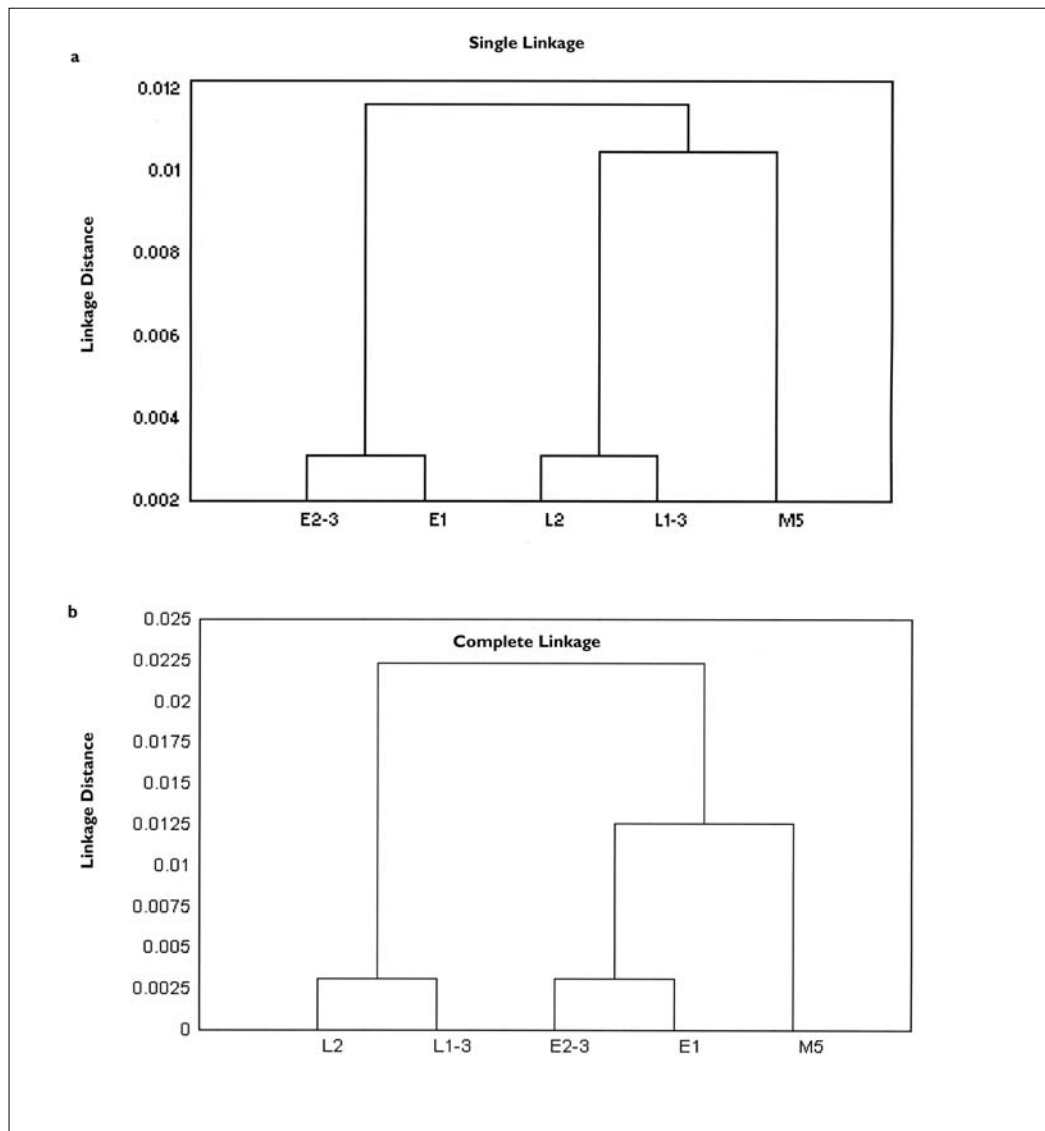 a
Single Linkage
Linkage Distance
0.012
0.01
0.008
0.006
0.004
0.002
E2-3 E1 L2 L1-3 M5
b
Complete Linkage
Linkage Distance
0.025
0.0225
0.02
0.0175
0.015
0.0125
0.01
0.0075
0.005
0.0025
0
L2 L1-3 E2-3 E1 M5